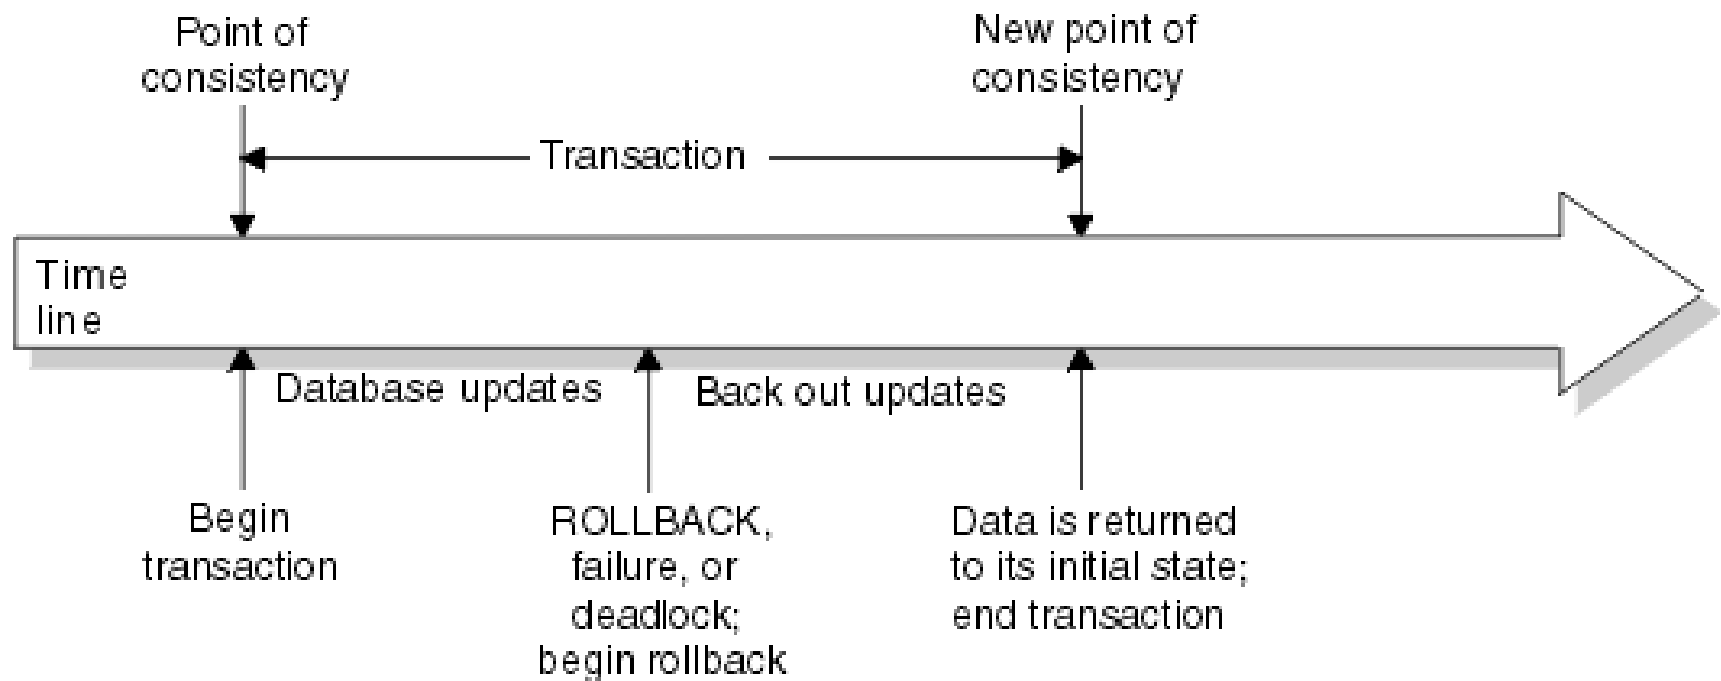 Point of
consistency
New point of
consistency
Transaction
Time
line
Database updates
Back out updates
Begin
transaction
ROLLBACK,
failure, or
deadlock;
begin rollback
Data is returned
to its initial state;
end transaction